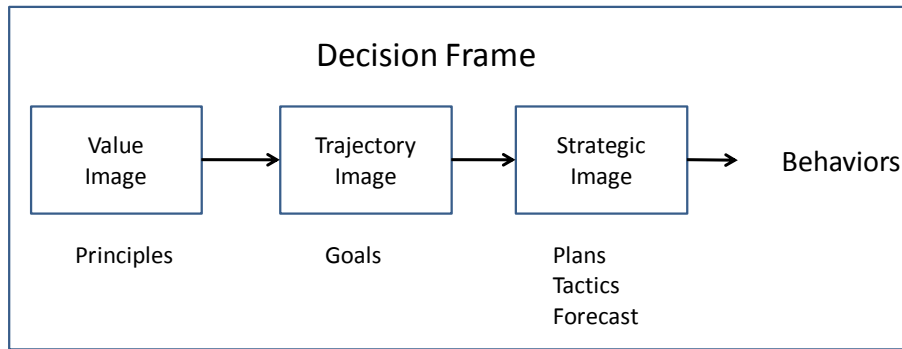 Decision Frame
Value
Image
Trajectory
Image
Strategic
Image
Behaviors
Principles
Goals
Plans
Tactics
Forecast